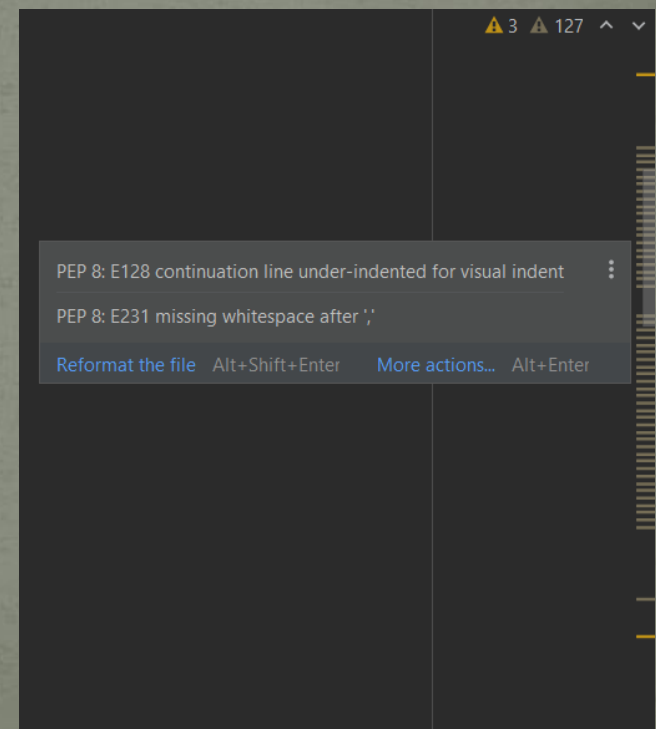 3 127
PEP 8: E128 continuation line under-indented for visual indent
PEP 8: E231 missing whitespace after ','
Reformat the file Alt+Shift+Enter More actions... Alt+Enter